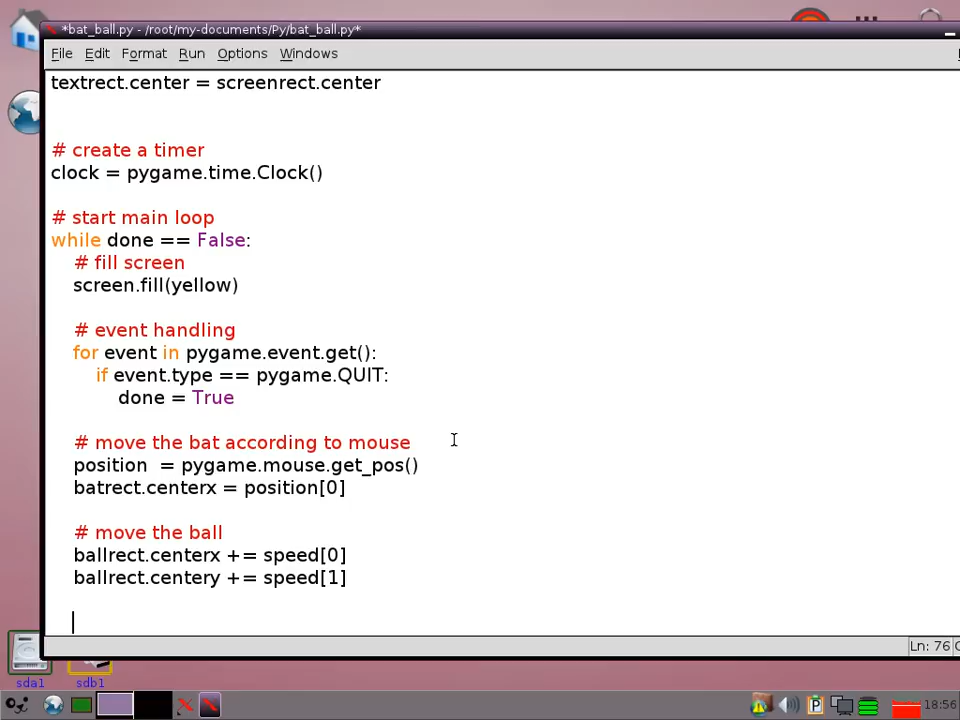 *bat_ball.py - /root/my-documents/Py/bat_ball.py*
File Edit Format Run Options Windows
textrect.center = screenrect.center
# create a timer
clock = pygame.time.Clock()
# start main loop
while done == False:
# fill screen
screen.fill(yellow)
# event handling
for event in pygame.event.get():
if event.type == pygame.QUIT:
done = True
# move the bat according to mouse
position  = pygame.mouse.get_pos()
batrect.centerx = position[0]
# move the ball
ballrect.centerx += speed[0]
ballrect.centery += speed[1]
Ln: 76
sda1 sdb1
P
18:56